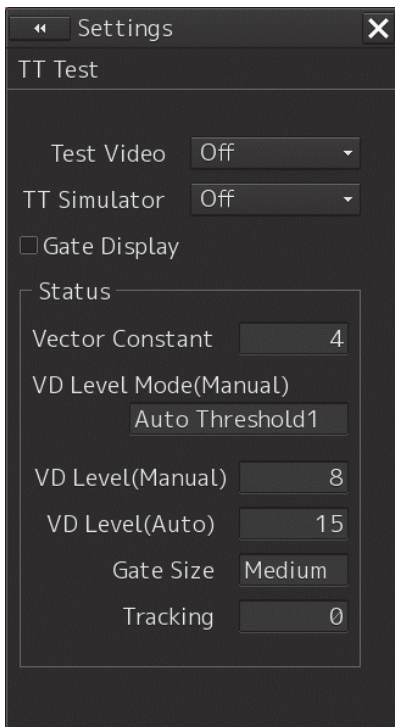 Settings
TT Test
Test Video Off
TT Simulator Off
Gate Display
Status
Vector Constant 4
VD Level Mode(Manual)
Auto Threshold1
VD Level(Manual) 8
VD Level(Auto) 15
Gate Size Medium
Tracking 0